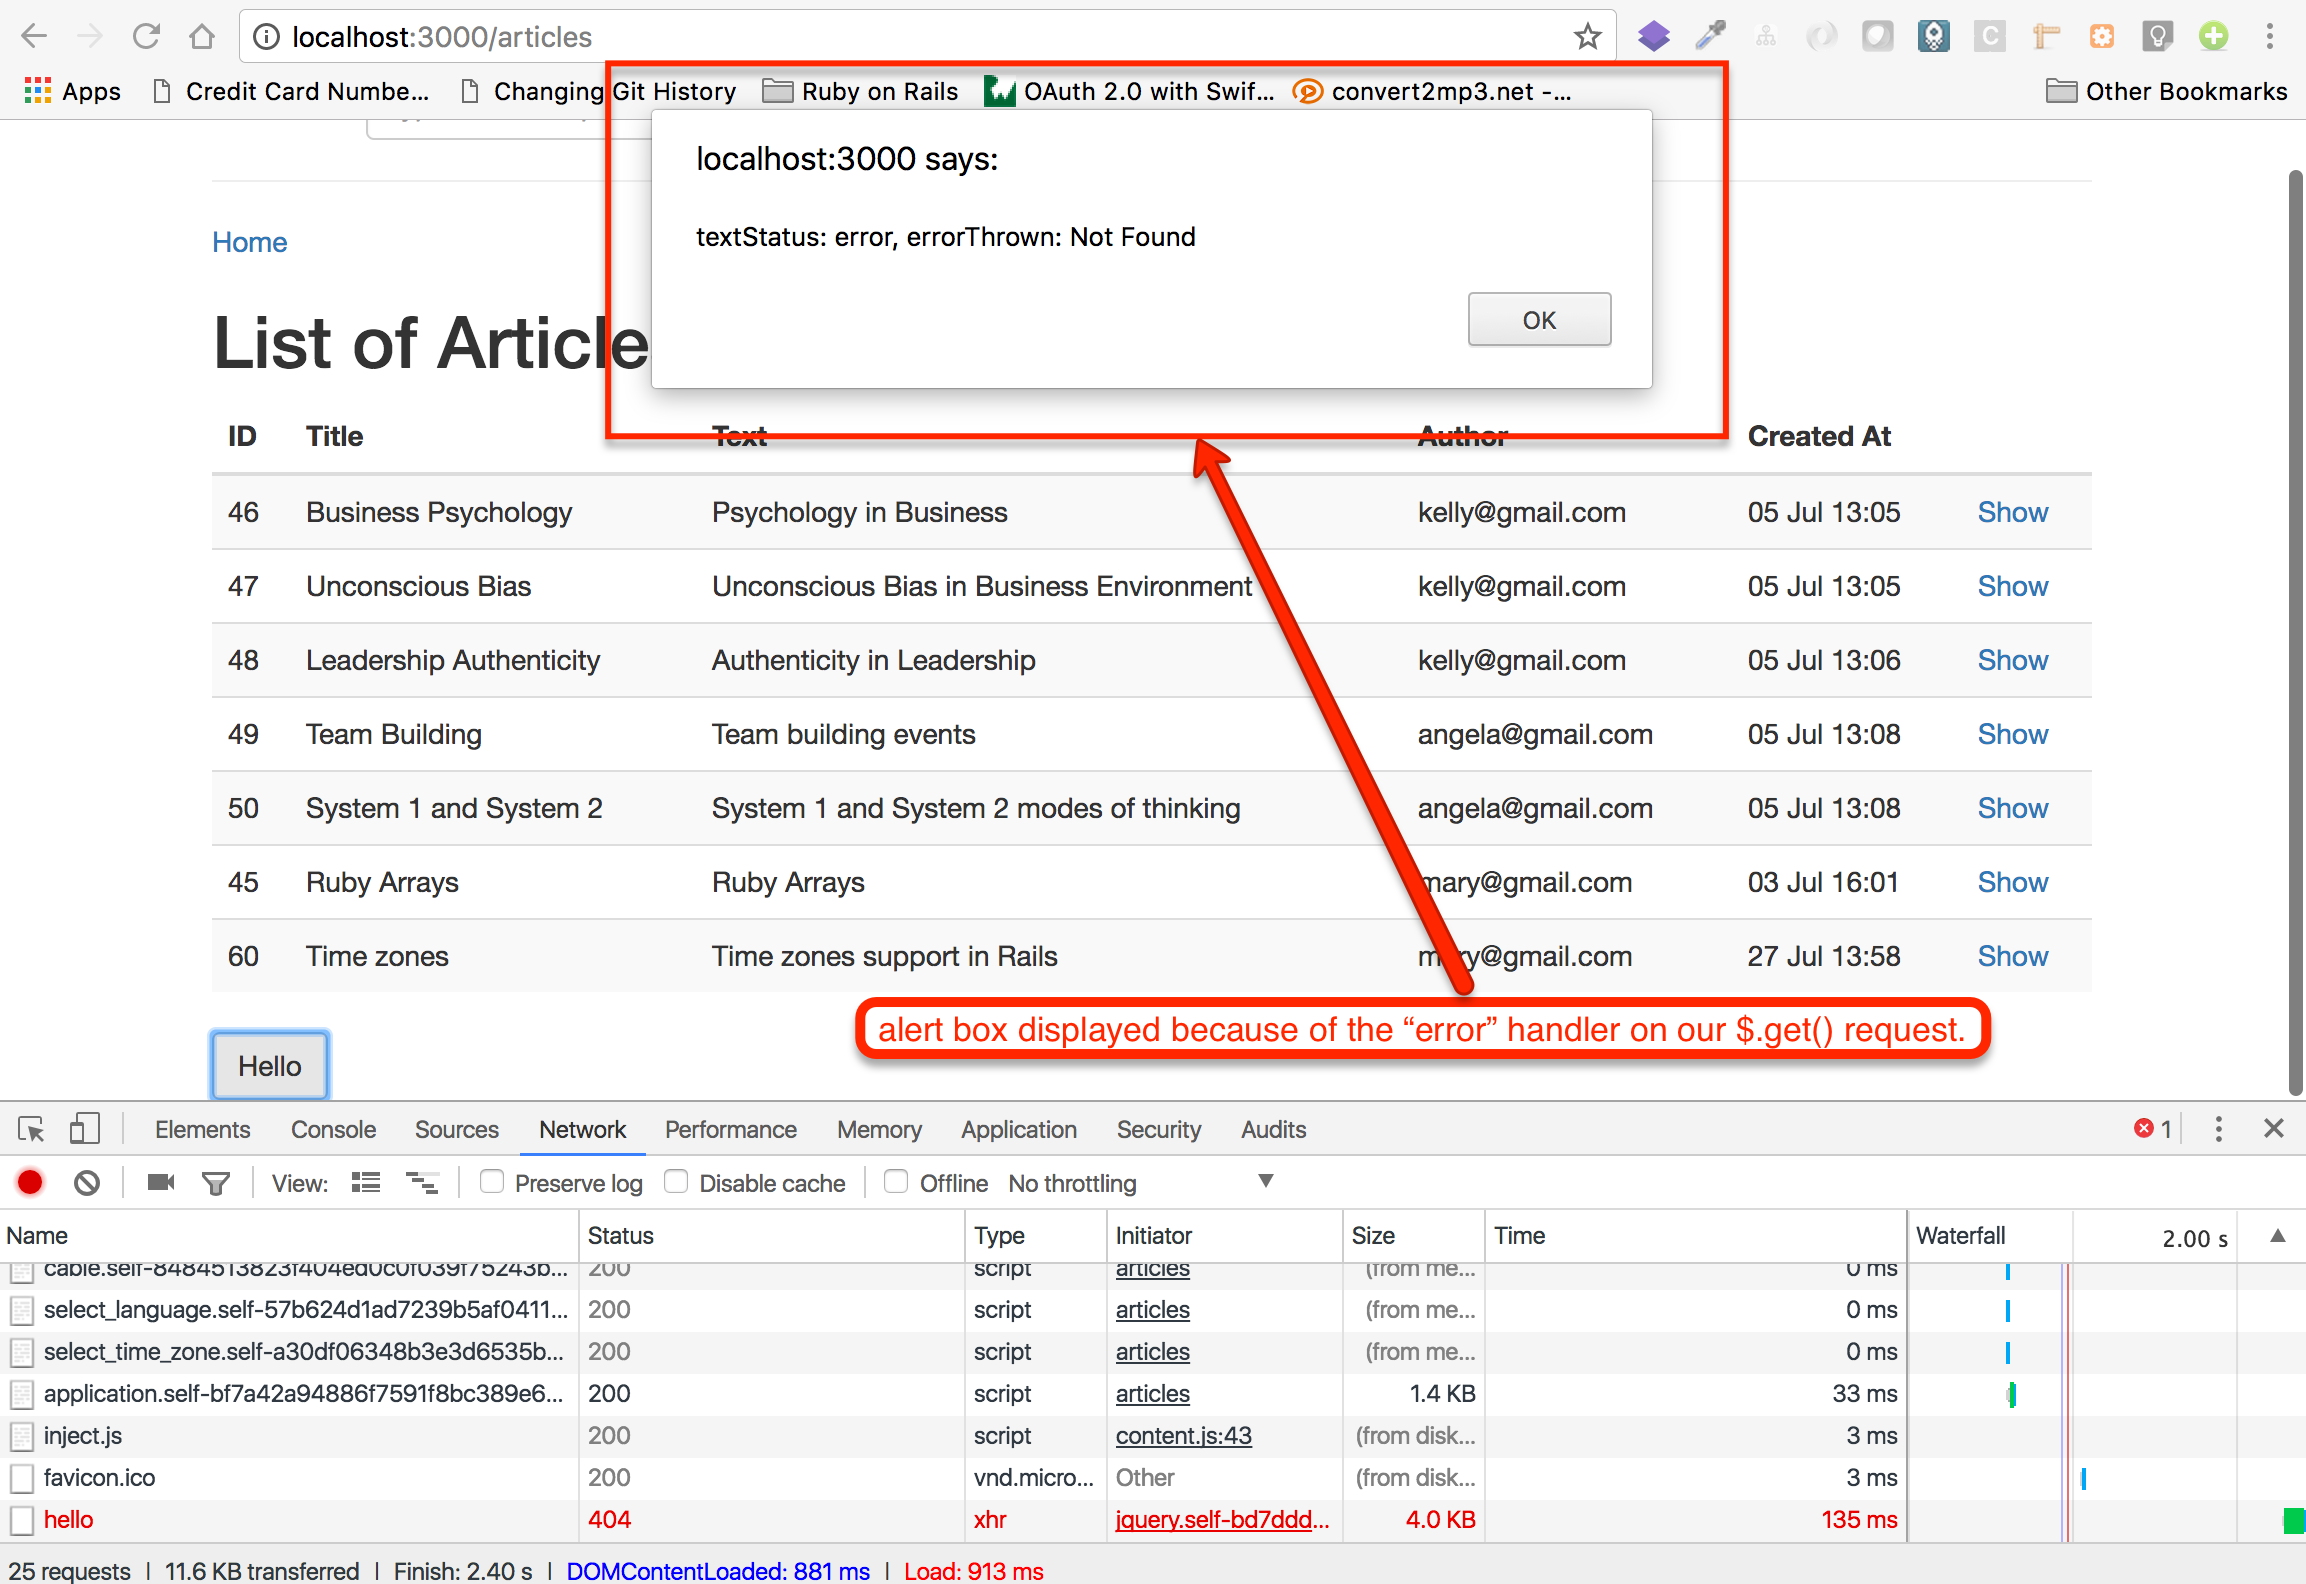 localhost:3000/articles
Apps Credit Card Numbe... Changing Git History Ruby on Rails OAuth 2.0 with Swif... convert2mp3.net -... Other Bookmarks
localhost:3000 says:
textStatus: error, errorThrown: Not Found
OK
Home
List of Article
ID Title Text Author Created At
46 Business Psychology Psychology in Business kelly@gmail.com 05 Jul 13:05 Show
47 Unconscious Bias Unconscious Bias in Business Environment kelly@gmail.com 05 Jul 13:05 Show
48 Leadership Authenticity Authenticity in Leadership kelly@gmail.com 05 Jul 13:06 Show
49 Team Building Team building events angela@gmail.com 05 Jul 13:08 Show
50 System 1 and System 2 System 1 and System 2 modes of thinking angela@gmail.com 05 Jul 13:08 Show
45 Ruby Arrays Ruby Arrays mary@gmail.com 03 Jul 16:01 Show
60 Time zones Time zones support in Rails mary@gmail.com 27 Jul 13:58 Show
alert box displayed because of the “error” handler on our $.get() request.
Hello
Elements Console Sources Network Performance Memory Application Security Audits 1
View: Preserve log Disable cache Offline No throttling
Name Status Type Initiator Size Time Waterfall 2.00 s
cable.self-8484513823f404ed0c0f039f75243b... 200 script articles (from me... 0 ms
select_language.self-57b624d1ad7239b5af0411... 200 script articles (from me... 0 ms
select_time_zone.self-a30df06348b3e3d6535b... 200 script articles (from me... 0 ms
application.self-bf7a42a94886f7591f8bc389e6... 200 script articles 1.4 KB 33 ms
inject.js 200 script content.js:43 (from disk... 3 ms
favicon.ico 200 vnd.micro... Other (from disk... 3 ms
hello 404 xhr jquery.self-bd7ddd... 4.0 KB 135 ms
25 requests | 11.6 KB transferred | Finish: 2.40 s | DOMContentLoaded: 881 ms | Load: 913 ms